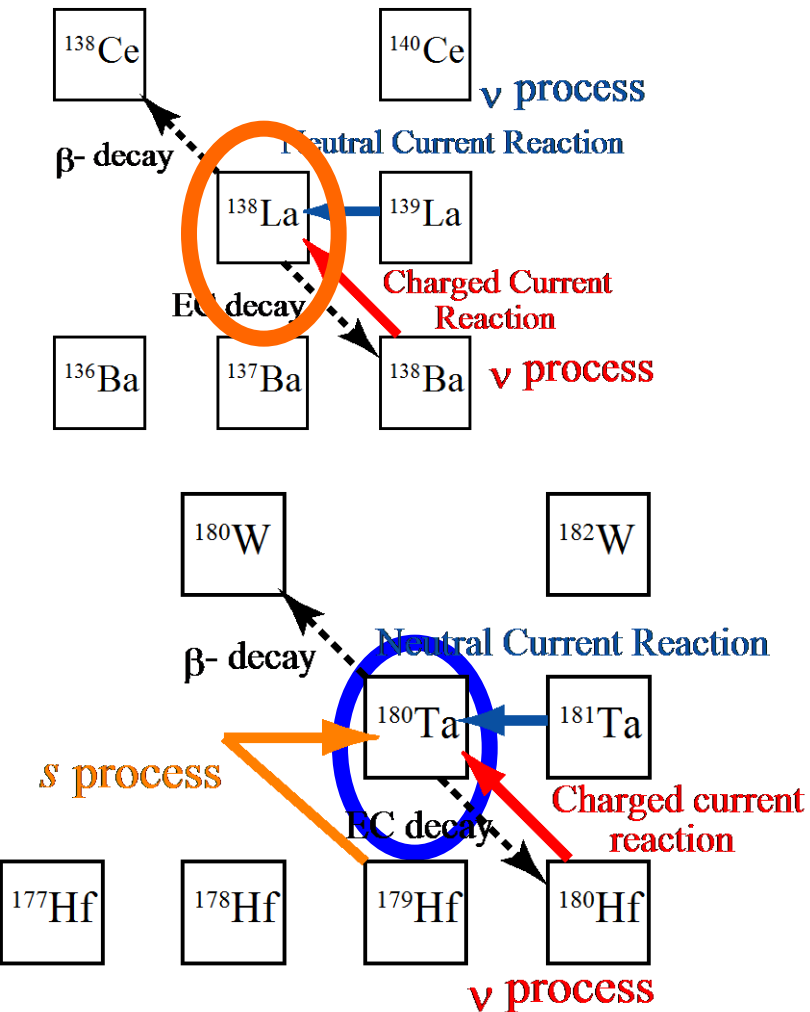 ¹³⁸Ce
¹⁴⁰Ce
ν process
Neutral Current Reaction
β- decay
¹³⁸La
¹³⁹La
Charged Current
Reaction
EC decay
¹³⁶Ba
¹³⁷Ba
¹³⁸Ba
ν process
¹⁸⁰W
¹⁸²W
Neutral Current Reaction
β- decay
¹⁸⁰Ta
¹⁸¹Ta
s process
Charged current
reaction
EC decay
¹⁷⁷Hf
¹⁷⁸Hf
¹⁷⁹Hf
¹⁸⁰Hf
ν process